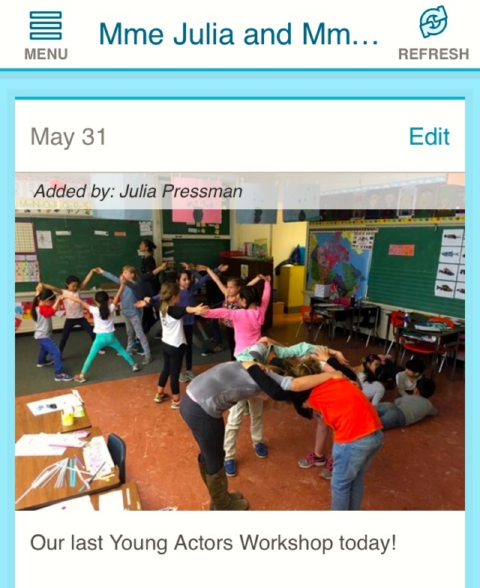 Mme Julia and Mm...
MENU
REFRESH
May 31
Edit
Added by: Julia Pressman
Our last Young Actors Workshop today!